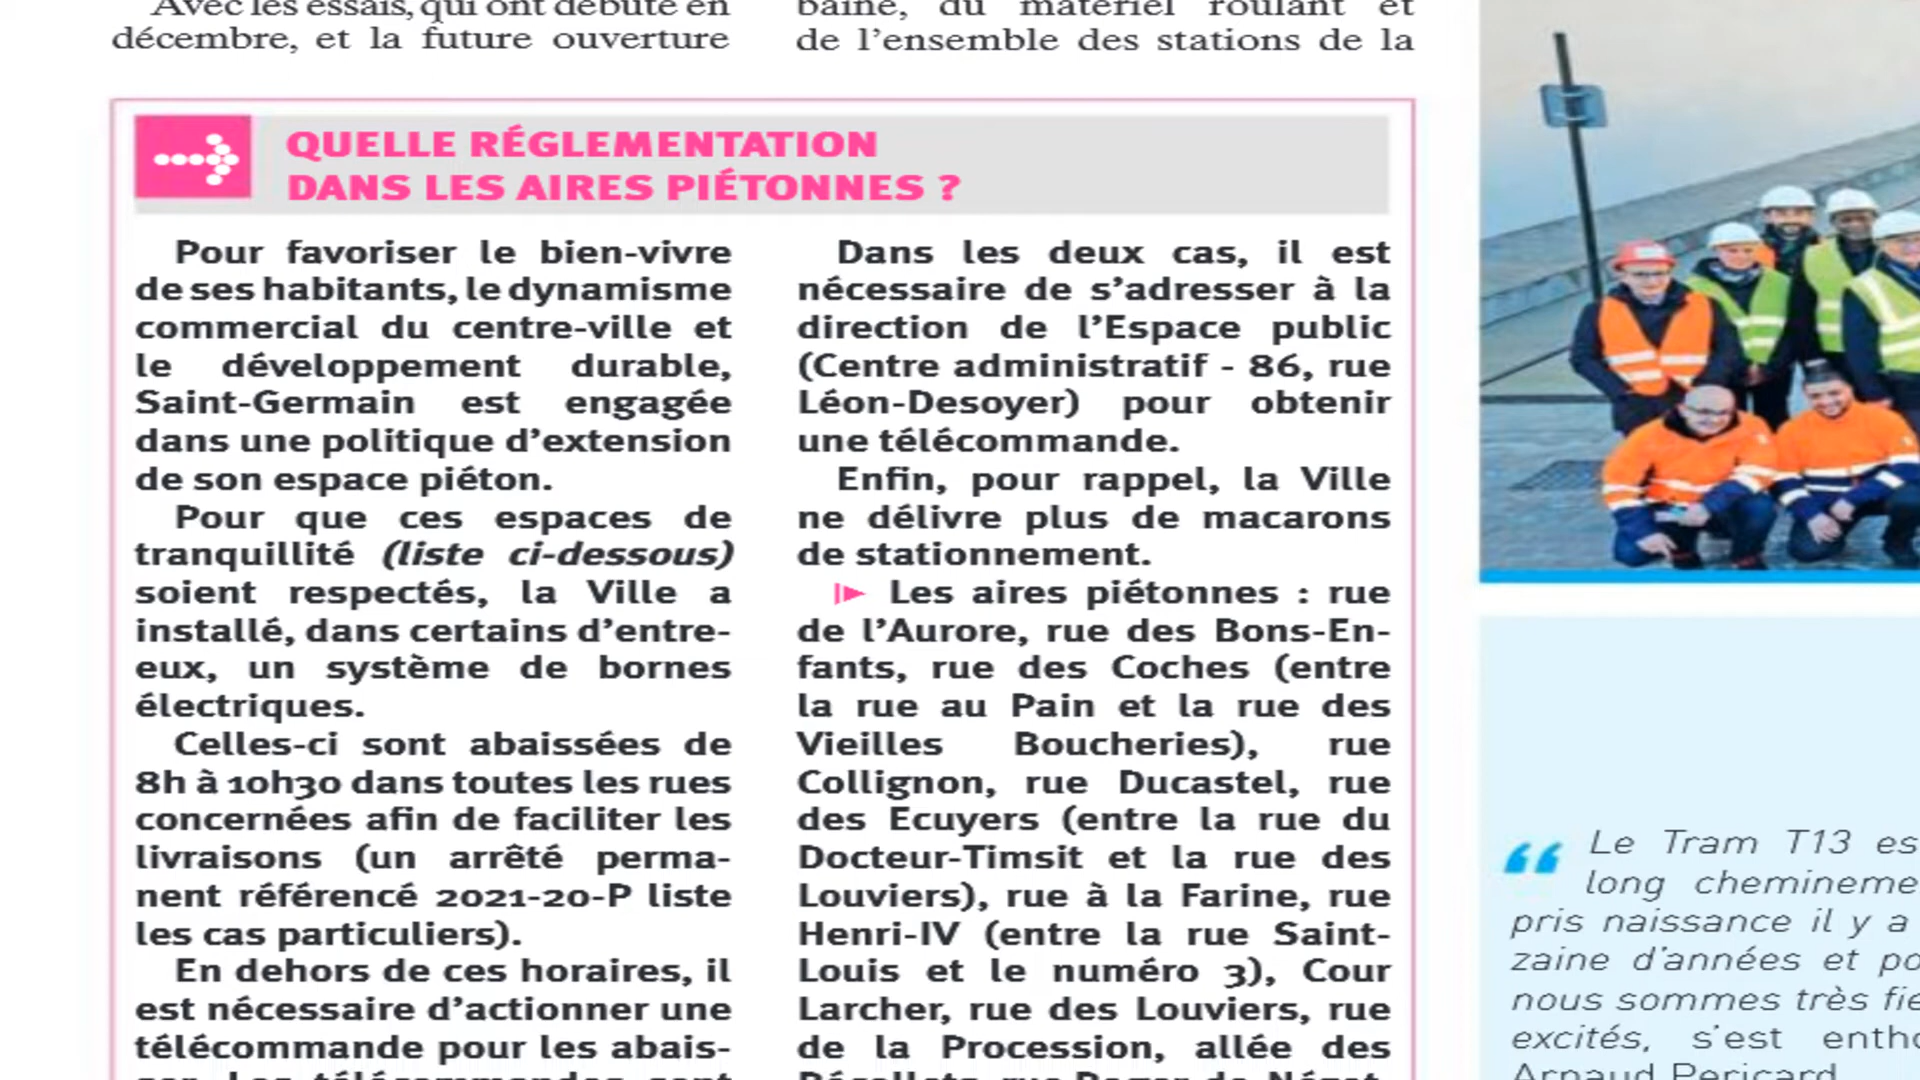 Avec les essais, qui ont débuté en
décembre, et la future ouverture
baine, du matériel roulant et
de l'ensemble des stations de la
QUELLE RÉGLEMENTATION
DANS LES AIRES PIÉTONNES ?
Pour favoriser le bien-vivre
de ses habitants, le dynamisme
commercial du centre-ville et
le développement durable,
Saint-Germain est engagée
dans une politique d'extension
de son espace piéton.
Pour que ces espaces de
tranquillité (liste ci-dessous)
soient respectés, la Ville a
installé, dans certains d'entre-
eux, un système de bornes
électriques.
Celles-ci sont abaissées de
8h à 10h30 dans toutes les rues
concernées afin de faciliter les
livraisons (un arrêté perma-
nent référencé 2021-20-P liste
les cas particuliers).
En dehors de ces horaires, il
est nécessaire d'actionner une
télécommande pour les abais-
ser. Les télécommandes sont
Dans les deux cas, il est
nécessaire de s'adresser à la
direction de l'Espace public
(Centre administratif - 86, rue
Léon-Desoyer) pour obtenir
une télécommande.
Enfin, pour rappel, la Ville
ne délivre plus de macarons
de stationnement.
Les aires piétonnes : rue
de l'Aurore, rue des Bons-En-
fants, rue des Coches (entre
la rue au Pain et la rue des
Vieilles Boucheries), rue
Collignon, rue Ducastel, rue
des Ecuyers (entre la rue du
Docteur-Timsit et la rue des
Louviers), rue à la Farine, rue
Henri-IV (entre la rue Saint-
Louis et le numéro 3), Cour
Larcher, rue des Louviers, rue
de la Procession, allée des
Récollets, rue Roger de Nézot,
“ Le Tram T13 es
long chemineme
pris naissance il y a
zaine d'années et po
nous sommes très fie
excités, s'est entho
Arnaud Pericard